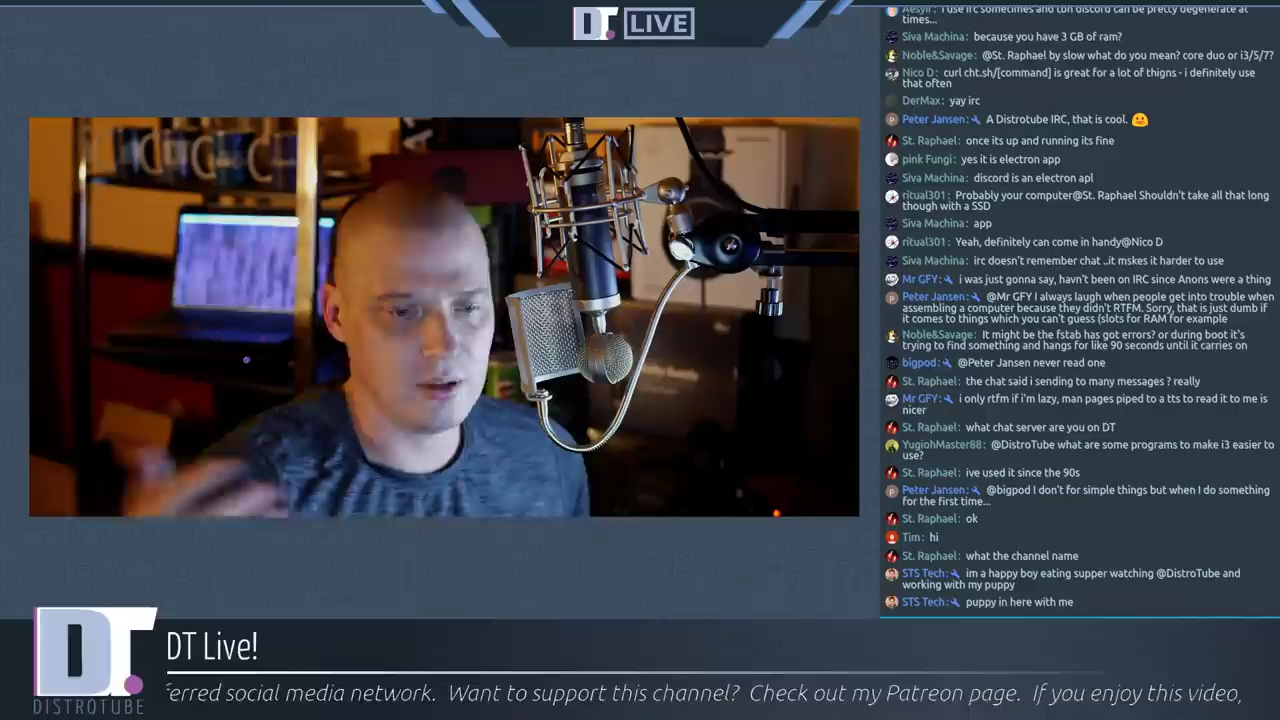 DT. LIVE
Aesyir: I use irc sometimes and tbh discord can be pretty degenerate at
times...
Siva Machina: because you have 3 GB of ram?
Noble&Savage: @St. Raphael by slow what do you mean? core duo or i3/5/7?
Nico D: curl cht.sh/[command] is great for a lot of thigns - i definitely use
that often
DerMax: yay irc
Peter Jansen: A Distrotube IRC, that is cool.
St. Raphael: once its up and running its fine
pink Fungi: yes it is electron app
Siva Machina: discord is an electron apl
ritual301: Probably your computer@St. Raphael Shouldn't take all that long
though with a SSD
Siva Machina: app
ritual301: Yeah, definitely can come in handy@Nico D
Siva Machina: irc doesn't remember chat ..it mskes it harder to use
Mr GFY: i was just gonna say, havn't been on IRC since Anons were a thing
Peter Jansen: @Mr GFY I always laugh when people get into trouble when
assembling a computer because they didn't RTFM. Sorry, that is just dumb if
it comes to things which you can't guess (slots for RAM for example
Noble&Savage: It might be the fstab has got errors? or during boot it's
trying to find something and hangs for like 90 seconds until it carries on
bigpod: @Peter Jansen never read one
St. Raphael: the chat said i sending to many messages ? really
Mr GFY: i only rtfm if i'm lazy, man pages piped to a tts to read it to me is
nicer
St. Raphael: what chat server are you on DT
YugiohMaster88: @DistroTube what are some programs to make i3 easier to
use?
St. Raphael: ive used it since the 90s
Peter Jansen: @bigpod I don't for simple things but when I do something
for the first time...
St. Raphael: ok
Tim: hi
St. Raphael: what the channel name
STS Tech: im a happy boy eating supper watching @DistroTube and
working with my puppy
STS Tech: puppy in here with me
DT.
DISTROTUBE
DT Live!
ferred social media network. Want to support this channel? Check out my Patreon page. If you enjoy this video,